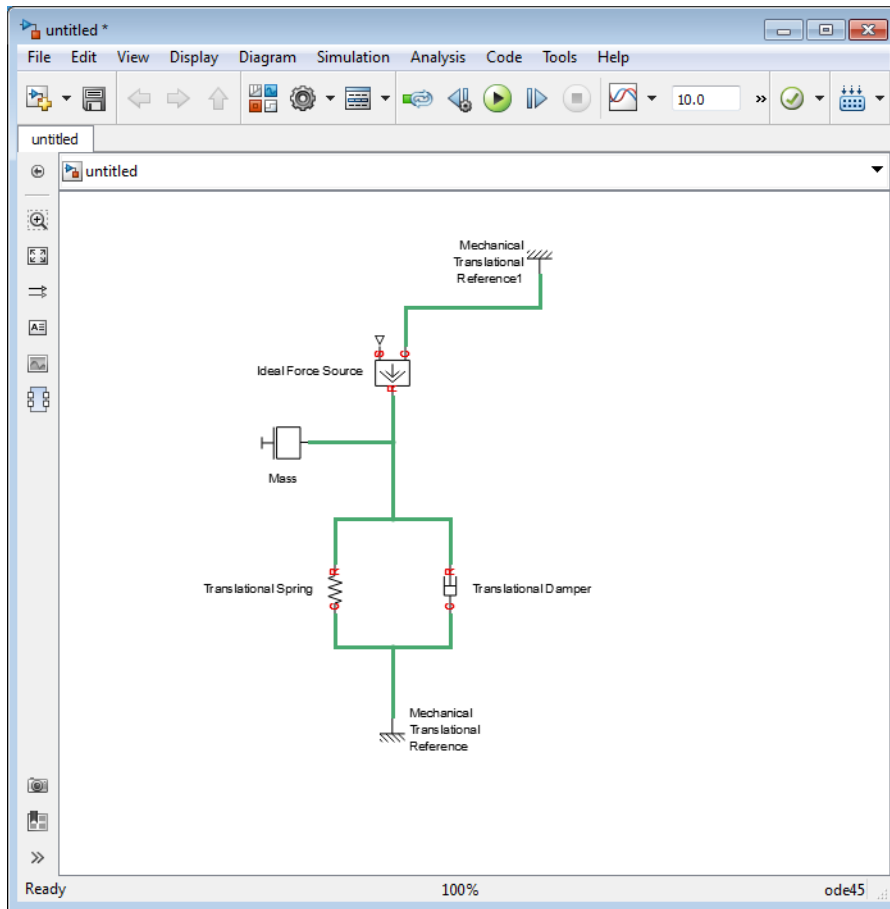 untitled *
File Edit View Display Diagram Simulation Analysis Code Tools Help
10.0 »
untitled
untitled
Mechanical
Translational
Reference1
S C
Ideal Force Source
R
Mass
R R
Translational Spring Translational Damper
C C
Mechanical
Translational
Reference
Ready 100% ode45